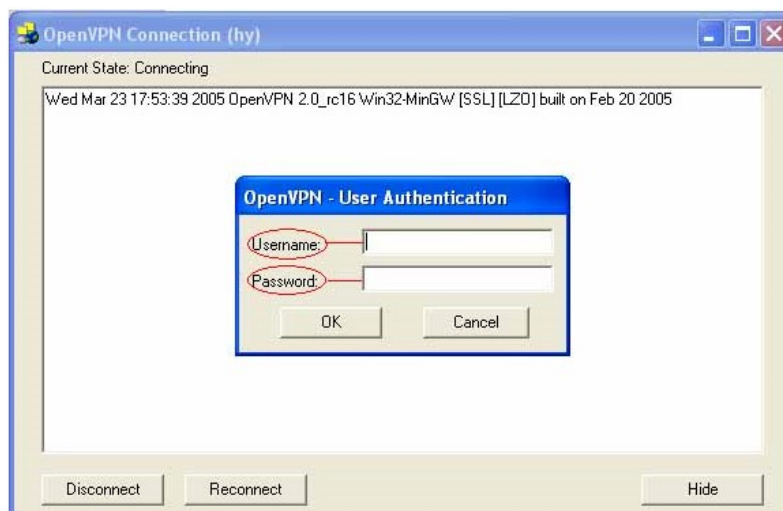 OpenVPN Connection (hy)
Current State: Connecting
Wed Mar 23 17:53:39 2005 OpenVPN 2.0_rc16 Win32-MinGW [SSL] [LZO] built on Feb 20 2005
OpenVPN - User Authentication
Username:
Password:
OK Cancel
Disconnect Reconnect Hide